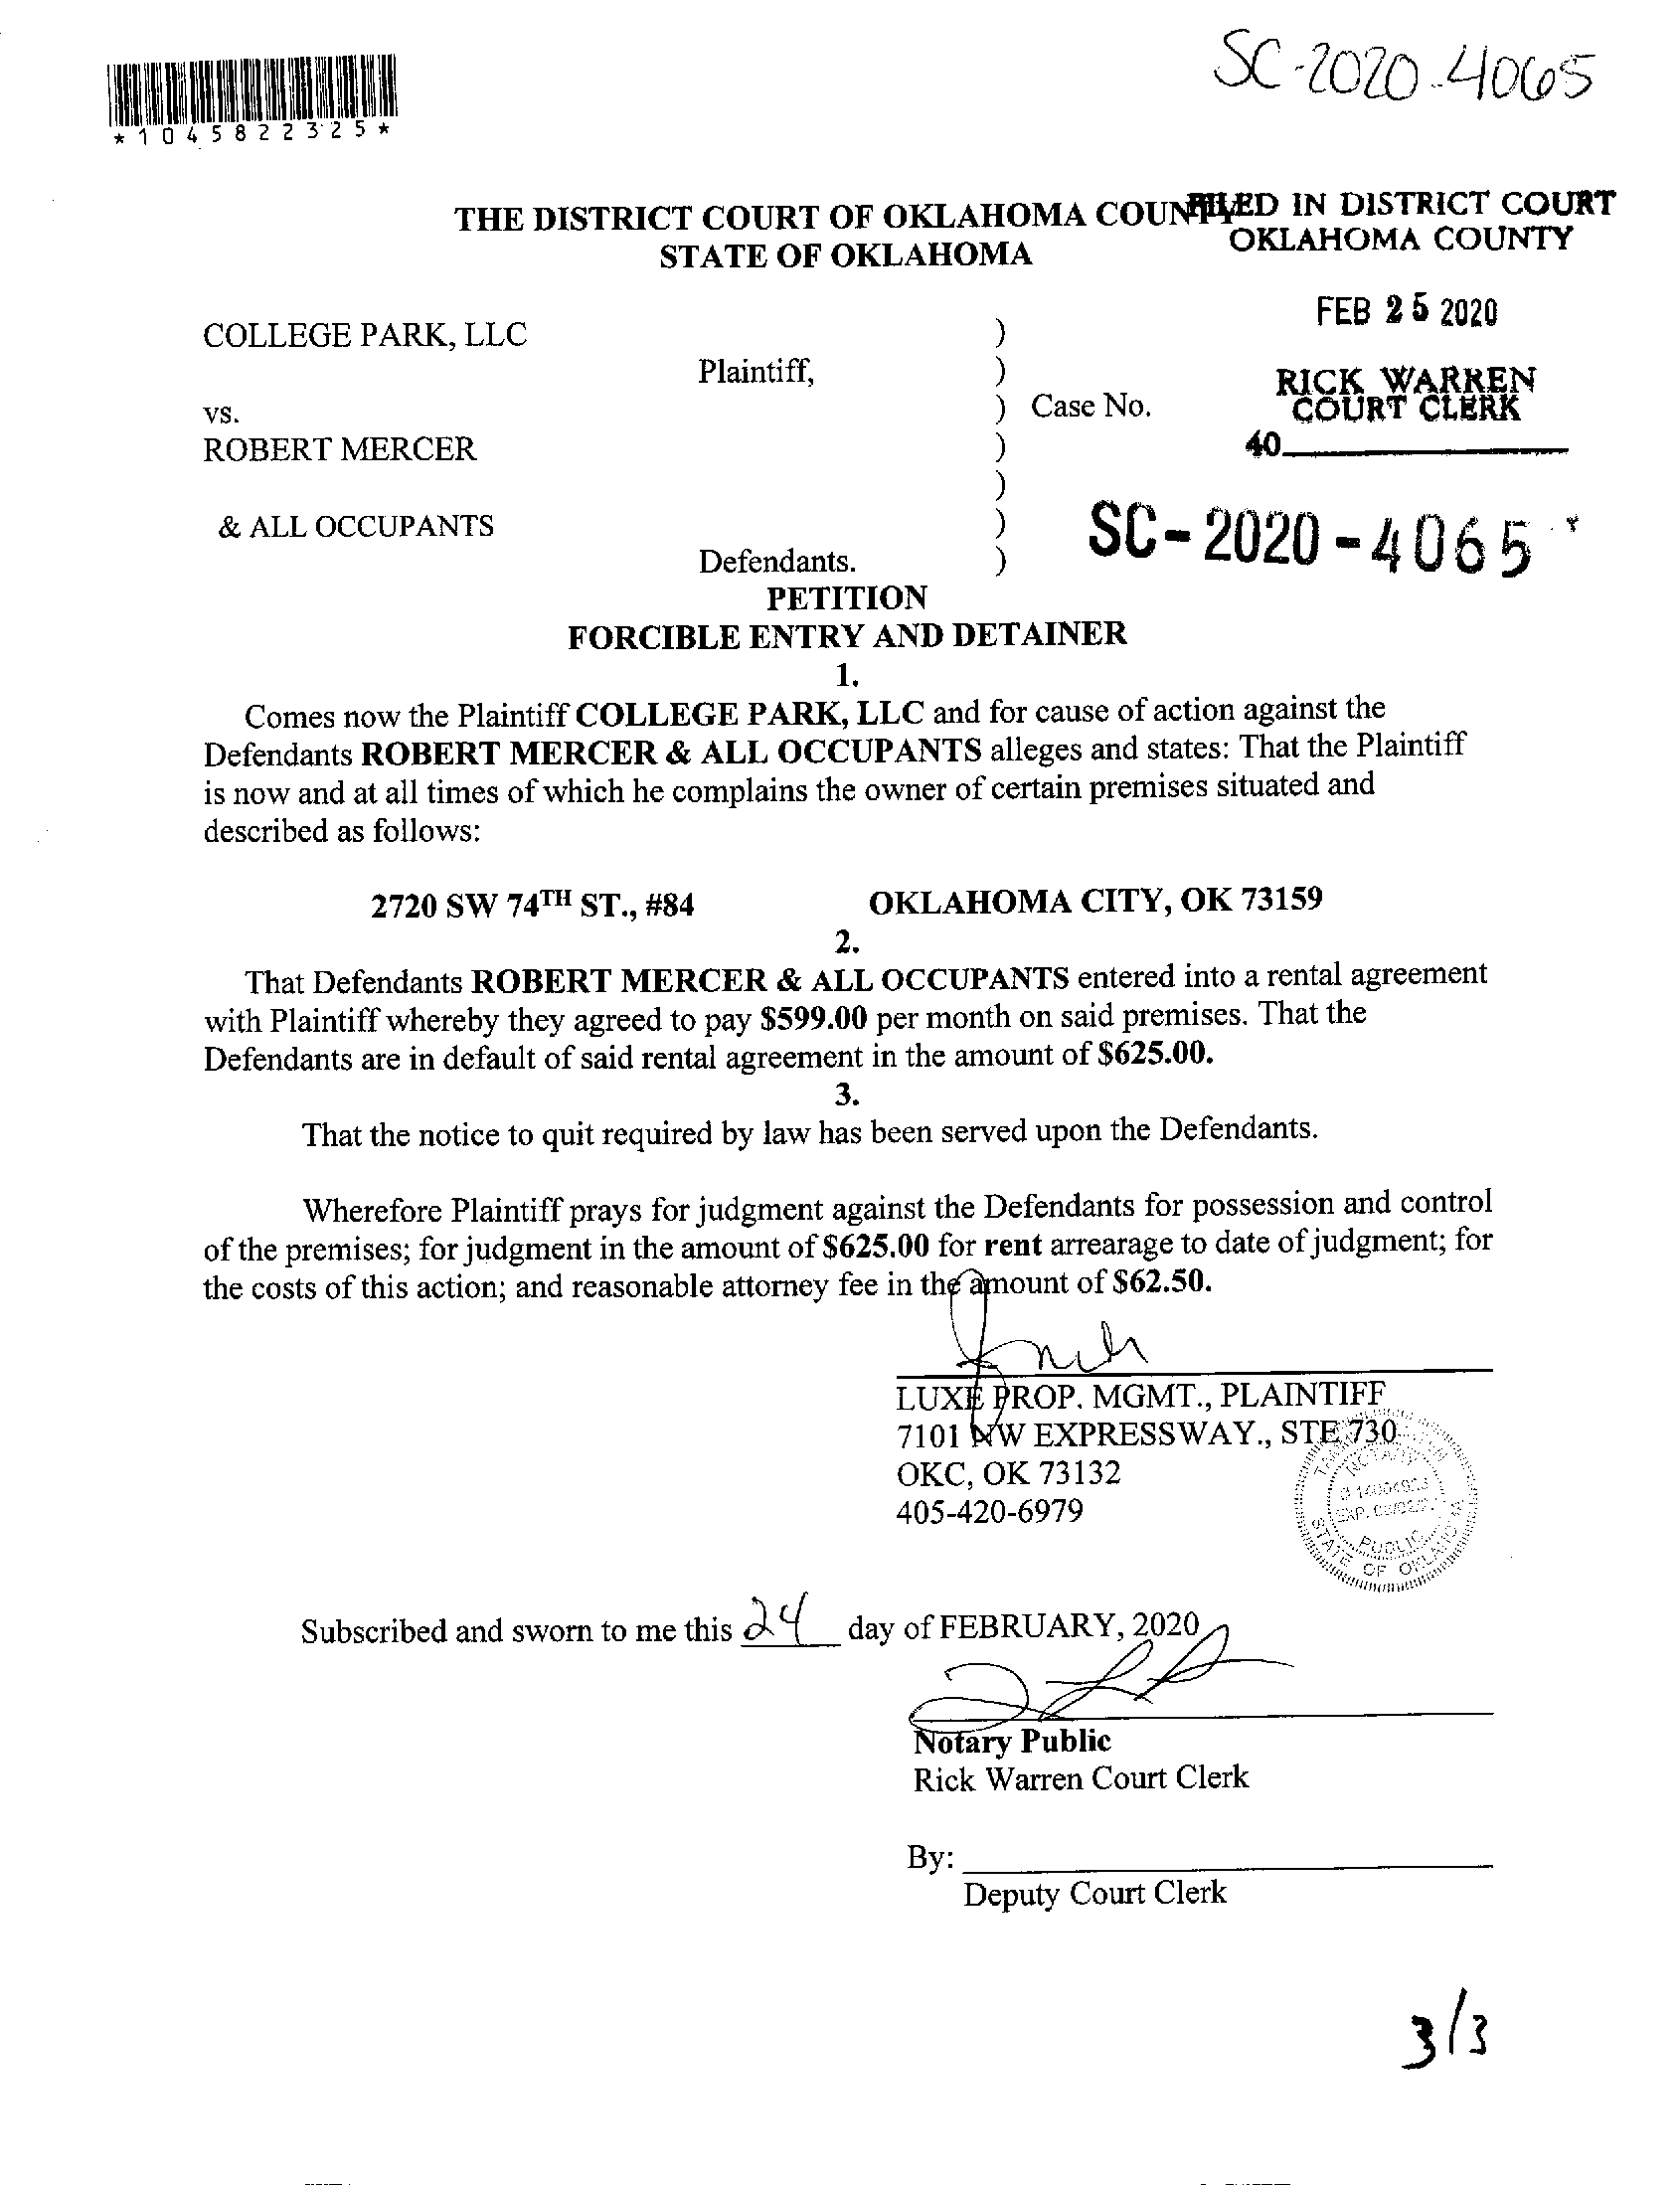 SC-2020-4065
*1045822325*
THE DISTRICT COURT OF OKLAHOMA COUNTY
STATE OF OKLAHOMA
FILED IN DISTRICT COURT
OKLAHOMA COUNTY
FEB 25 2020
RICK WARREN
COURT CLERK
40
COLLEGE PARK, LLC )
Plaintiff, )
vs. ) Case No.
ROBERT MERCER )
)
& ALL OCCUPANTS )
Defendants. )
SC-2020-4065
PETITION
FORCIBLE ENTRY AND DETAINER
1.
Comes now the Plaintiff COLLEGE PARK, LLC and for cause of action against the
Defendants ROBERT MERCER & ALL OCCUPANTS alleges and states: That the Plaintiff
is now and at all times of which he complains the owner of certain premises situated and
described as follows:
2720 SW 74TH ST., #84 OKLAHOMA CITY, OK 73159
2.
That Defendants ROBERT MERCER & ALL OCCUPANTS entered into a rental agreement
with Plaintiff whereby they agreed to pay $599.00 per month on said premises. That the
Defendants are in default of said rental agreement in the amount of $625.00.
3.
That the notice to quit required by law has been served upon the Defendants.
Wherefore Plaintiff prays for judgment against the Defendants for possession and control
of the premises; for judgment in the amount of $625.00 for rent arrearage to date of judgment; for
the costs of this action; and reasonable attorney fee in the amount of $62.50.
LUXE PROP. MGMT., PLAINTIFF
7101 NW EXPRESSWAY., STE 730
OKC, OK 73132
405-420-6979
NOTARY
EXP.
PUBLIC
STATE OF OKLAHOMA
Subscribed and sworn to me this 24 day of FEBRUARY, 2020
Notary Public
Rick Warren Court Clerk
By:
Deputy Court Clerk
3/3